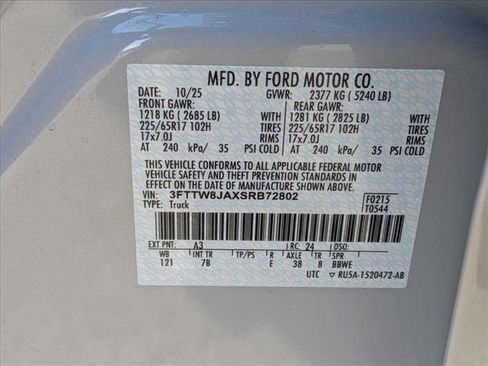 MFD. BY FORD MOTOR CO.
DATE: 10/25 GVWR: 2377 KG ( 5240 LB)
FRONT GAWR: REAR GAWR:
1218 KG ( 2685 LB) WITH 1281 KG ( 2825 LB) WITH
225/65R17 102H TIRES 225/65R17 102H TIRES
17x7.0J RIMS 17x7.0J RIMS
AT 240 kPa/ 35 PSI COLD AT 240 kPa/ 35 PSI COLD
THIS VEHICLE CONFORMS TO ALL APPLICABLE FEDERAL MOTOR
VEHICLE SAFETY AND THEFT PREVENTION STANDARDS IN
EFFECT ON THE DATE OF MANUFACTURE SHOWN ABOVE.
VIN: 3FTTW8JAXSRB72802 F0215
TYPE: Truck T0544
EXT PNT: A3 RC: 24 DSO:
WB INT TR TP/PS R AXLE TR SPR
121 7B E 38 8 BBWE
UTC ▽ RU5A-1520472-AB